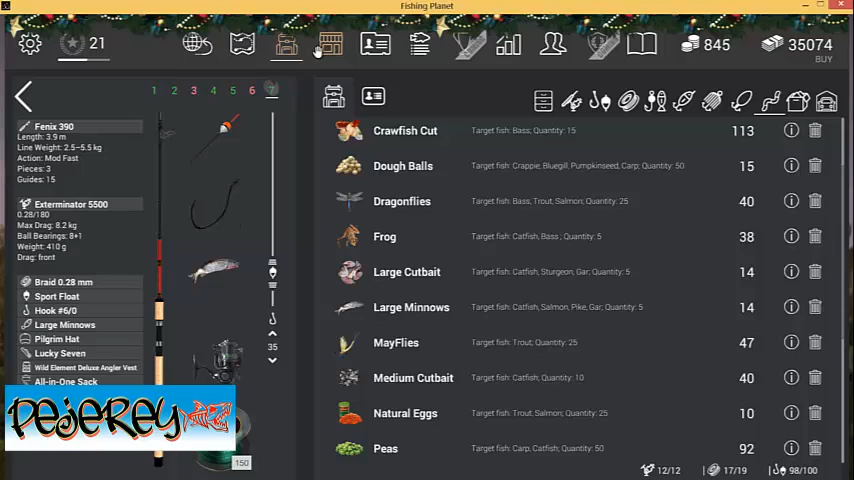 Fishing Planet
21
845
35074
BUY
1 2 3 4 5 6 7
Fenix 390
Length: 3.9 m
Line Weight: 2.5–5.5 kg
Action: Mod Fast
Pieces: 3
Guides: 15
Exterminator 5500
0.28/180
Max Drag: 8.2 kg
Ball Bearings: 8+1
Weight: 410 g
Drag: front
Braid 0.28 mm
Sport Float
Hook #6/0
Large Minnows
Pilgrim Hat
Lucky Seven
Wild Element Deluxe Angler Vest
All-in-One Sack
35
150
PEJEREY
Crawfish Cut Target fish: Bass; Quantity: 15 113
Dough Balls Target fish: Crappie, Bluegill, Pumpkinseed, Carp; Quantity: 50 15
Dragonflies Target fish: Bass, Trout, Salmon; Quantity: 25 40
Frog Target fish: Catfish, Bass ; Quantity: 5 38
Large Cutbait Target fish: Catfish, Sturgeon, Gar; Quantity: 5 14
Large Minnows Target fish: Catfish, Salmon, Pike, Gar; Quantity: 5 14
MayFlies Target fish: Trout; Quantity: 25 47
Medium Cutbait Target fish: Catfish; Quantity: 10 40
Natural Eggs Target fish: Trout, Salmon; Quantity: 25 10
Peas Target fish: Carp, Catfish; Quantity: 50 92
12/12 17/19 98/100